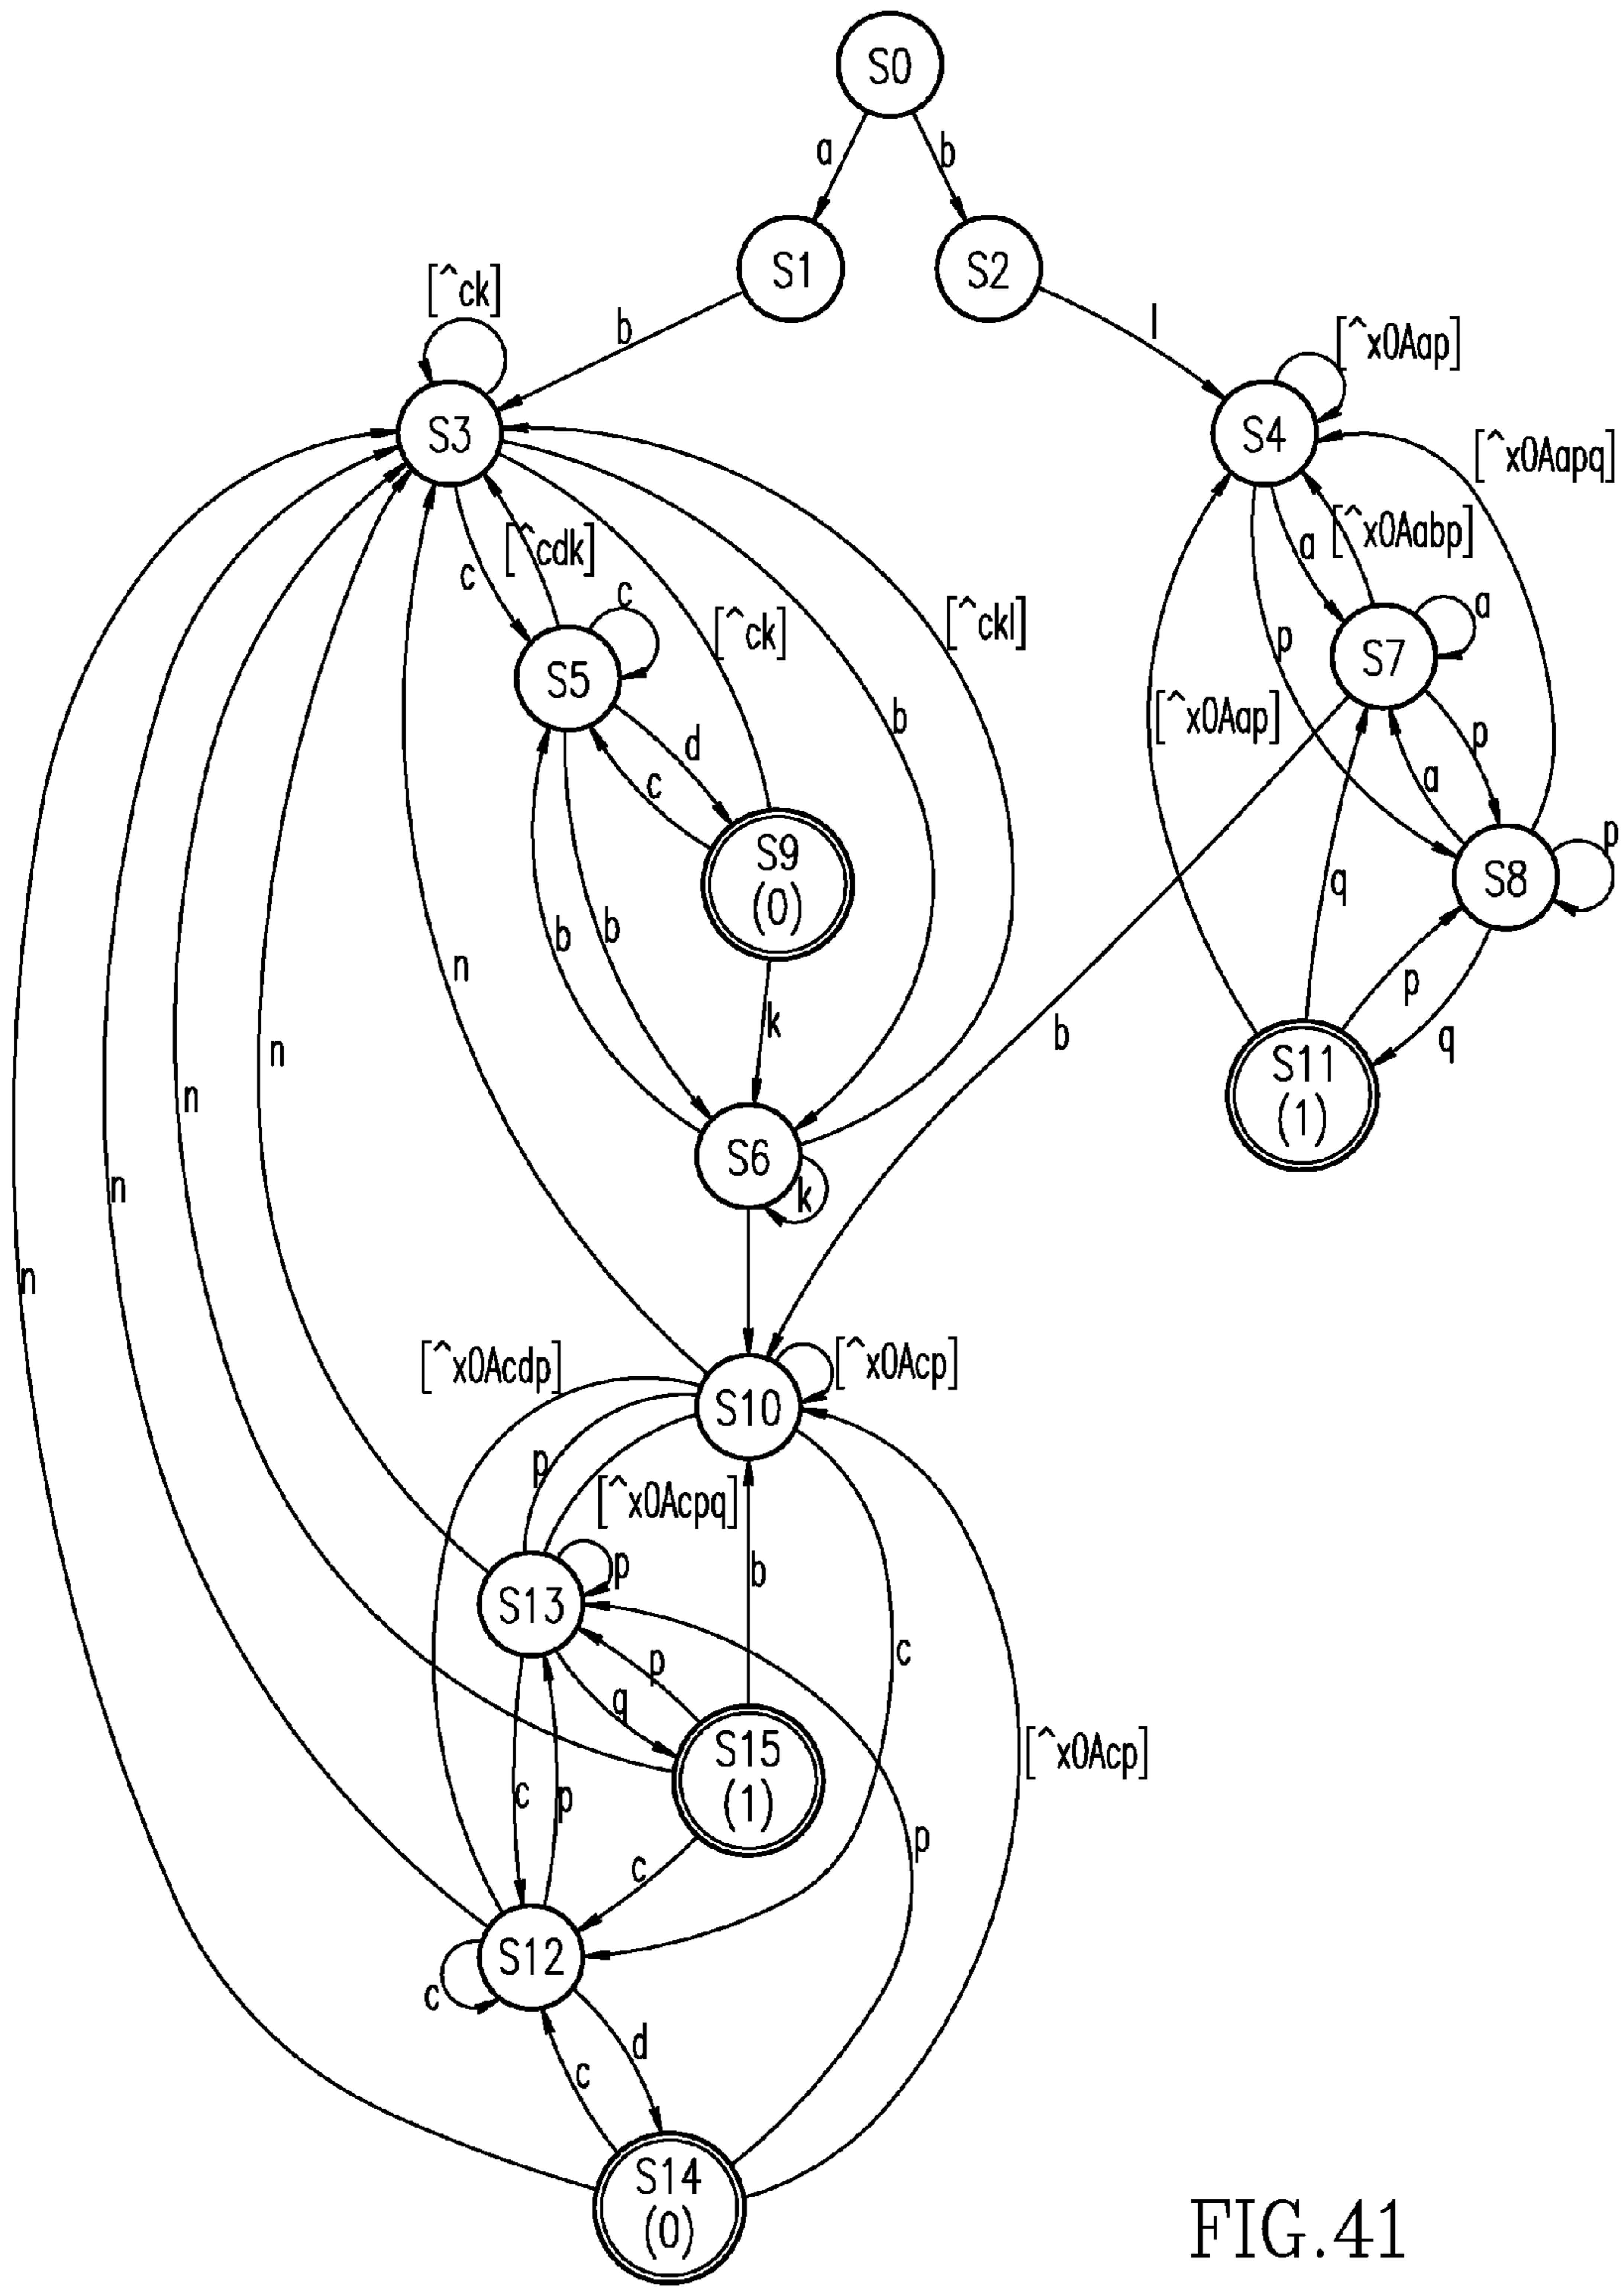 S0
a
b
S1
S2
[^ck]
b
l
[^x0Aap]
S3
S4
[^x0Aapq]
[^cdk]
c
a
[^x0Aabp]
c
[^ck]
[^ckl]
a
p
S5
S7
b
[^x0Aap]
d
p
c
a
S9
(0)
p
S8
q
b
b
n
p
k
b
q
n
S11
(1)
n
S6
n
k
n
[^x0Acdp]
[^x0Acp]
S10
p
[^x0Acpq]
p
b
S13
c
p
q
S15
(1)
[^x0Acp]
c
p
p
c
S12
c
d
c
S14
(0)
FIG.41